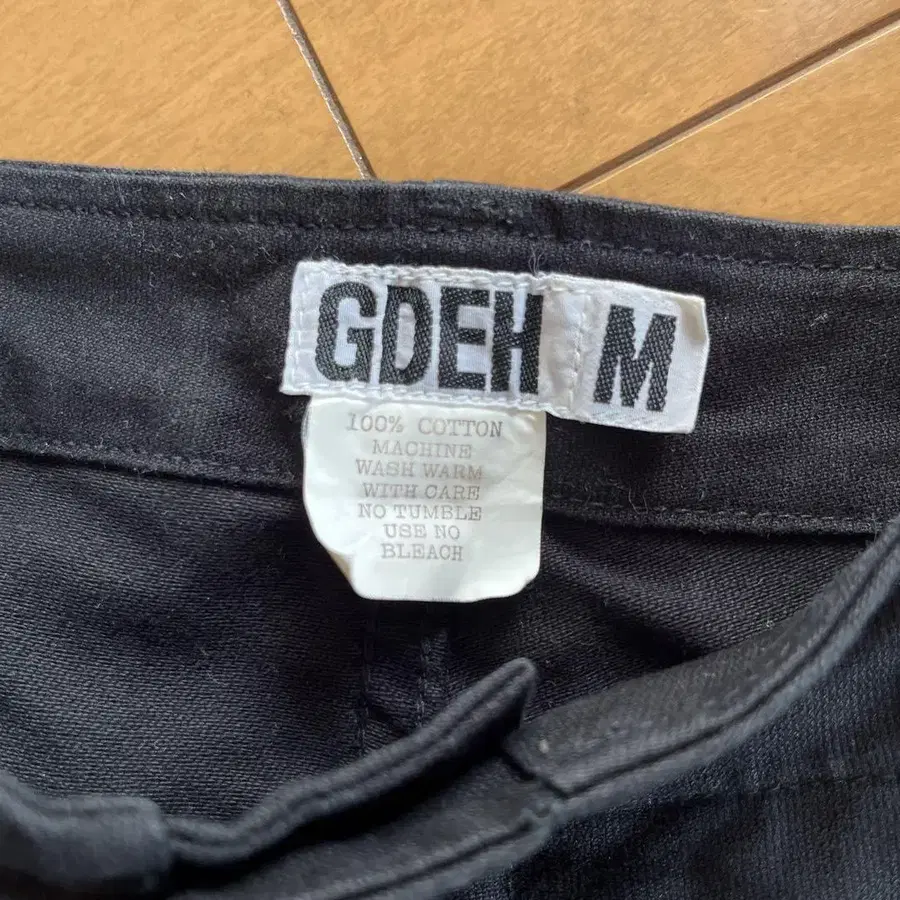 GDEH M
100% COTTON
MACHINE
WASH WARM
WITH CARE
NO TUMBLE
USE NO
BLEACH